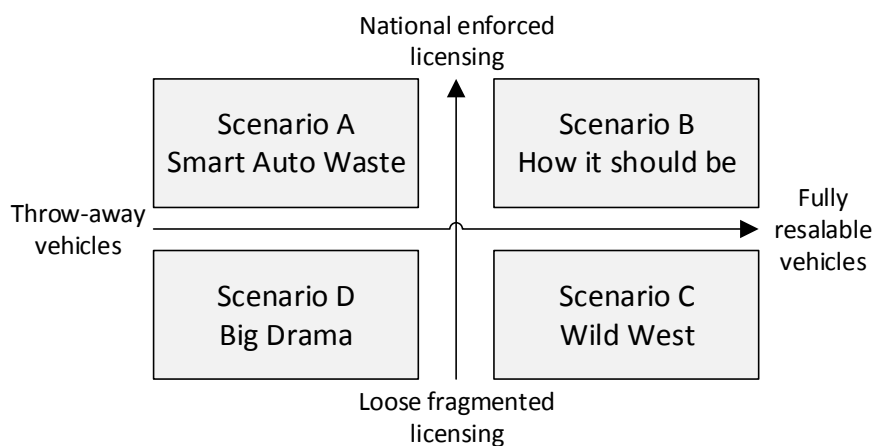 National enforced
licensing
Scenario A
Smart Auto Waste
Scenario B
How it should be
Throw-away
vehicles
Fully
resalable
vehicles
Scenario D
Big Drama
Scenario C
Wild West
Loose fragmented
licensing